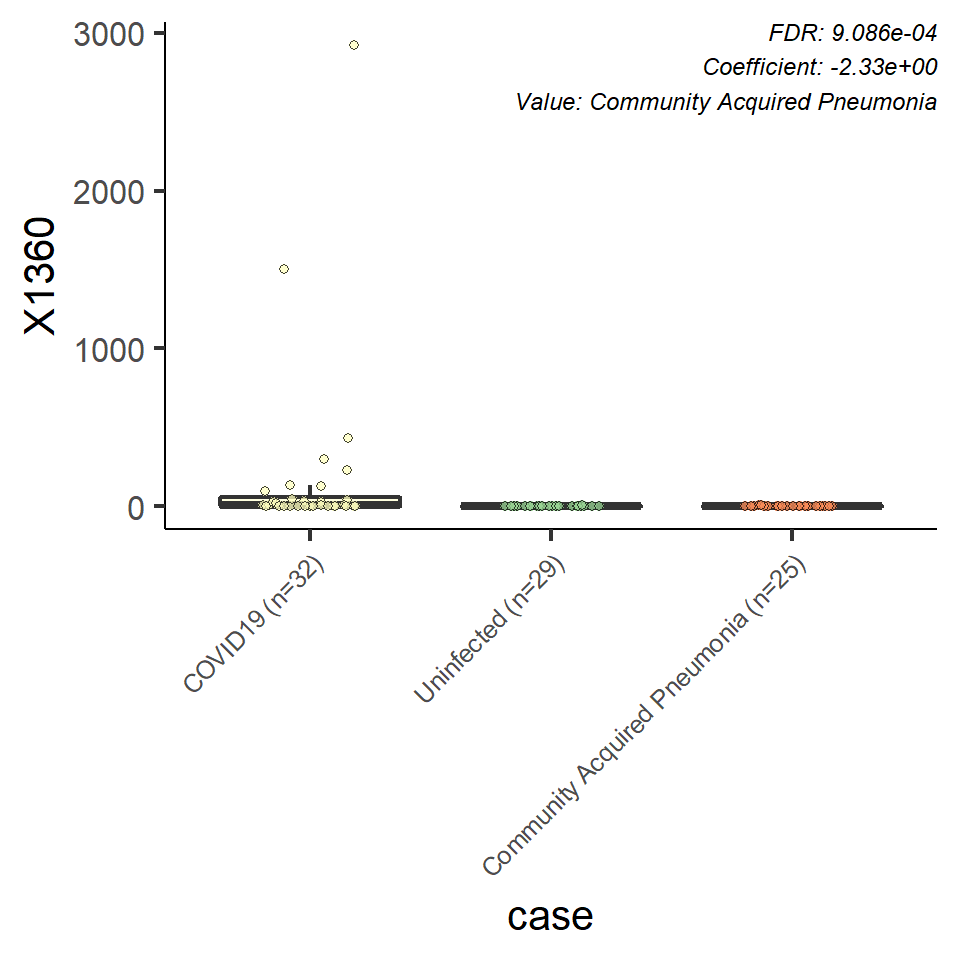 FDR: 9.086e-04
Coefficient: -2.33e+00
Value: Community Acquired Pneumonia
3000
2000
1000
0
X1360
COVID19 (n=32)
Uninfected (n=29)
Community Acquired Pneumonia (n=25)
case